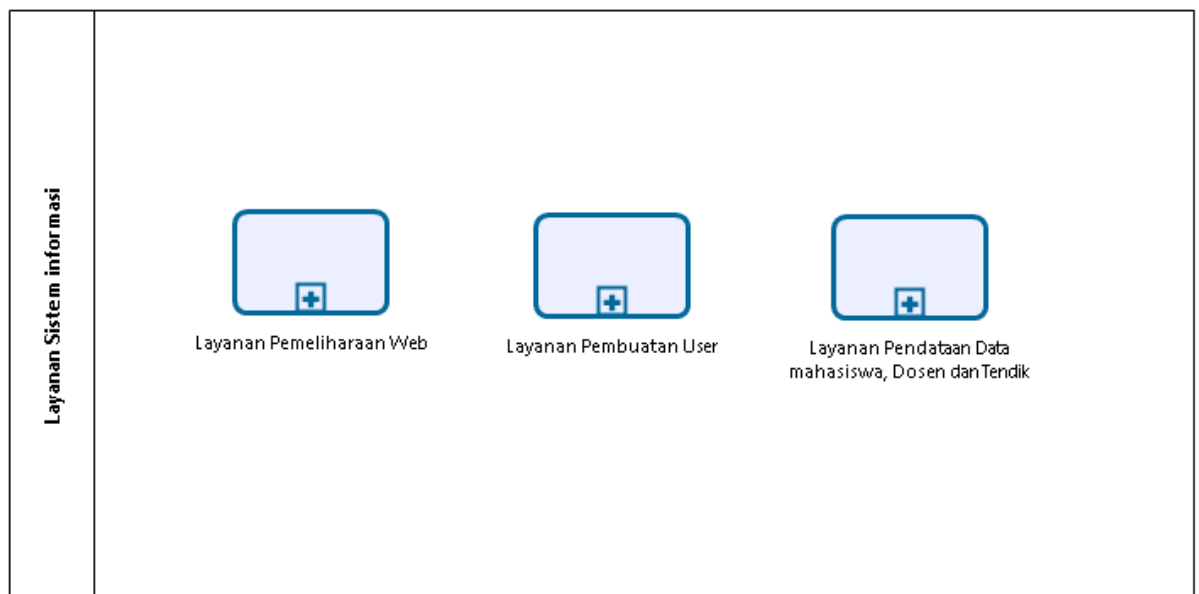 Layanan Sistem informasi
Layanan Pemeliharaan Web
Layanan Pembuatan User
Layanan Pendataan Data
mahasiswa, Dosen dan Tendik